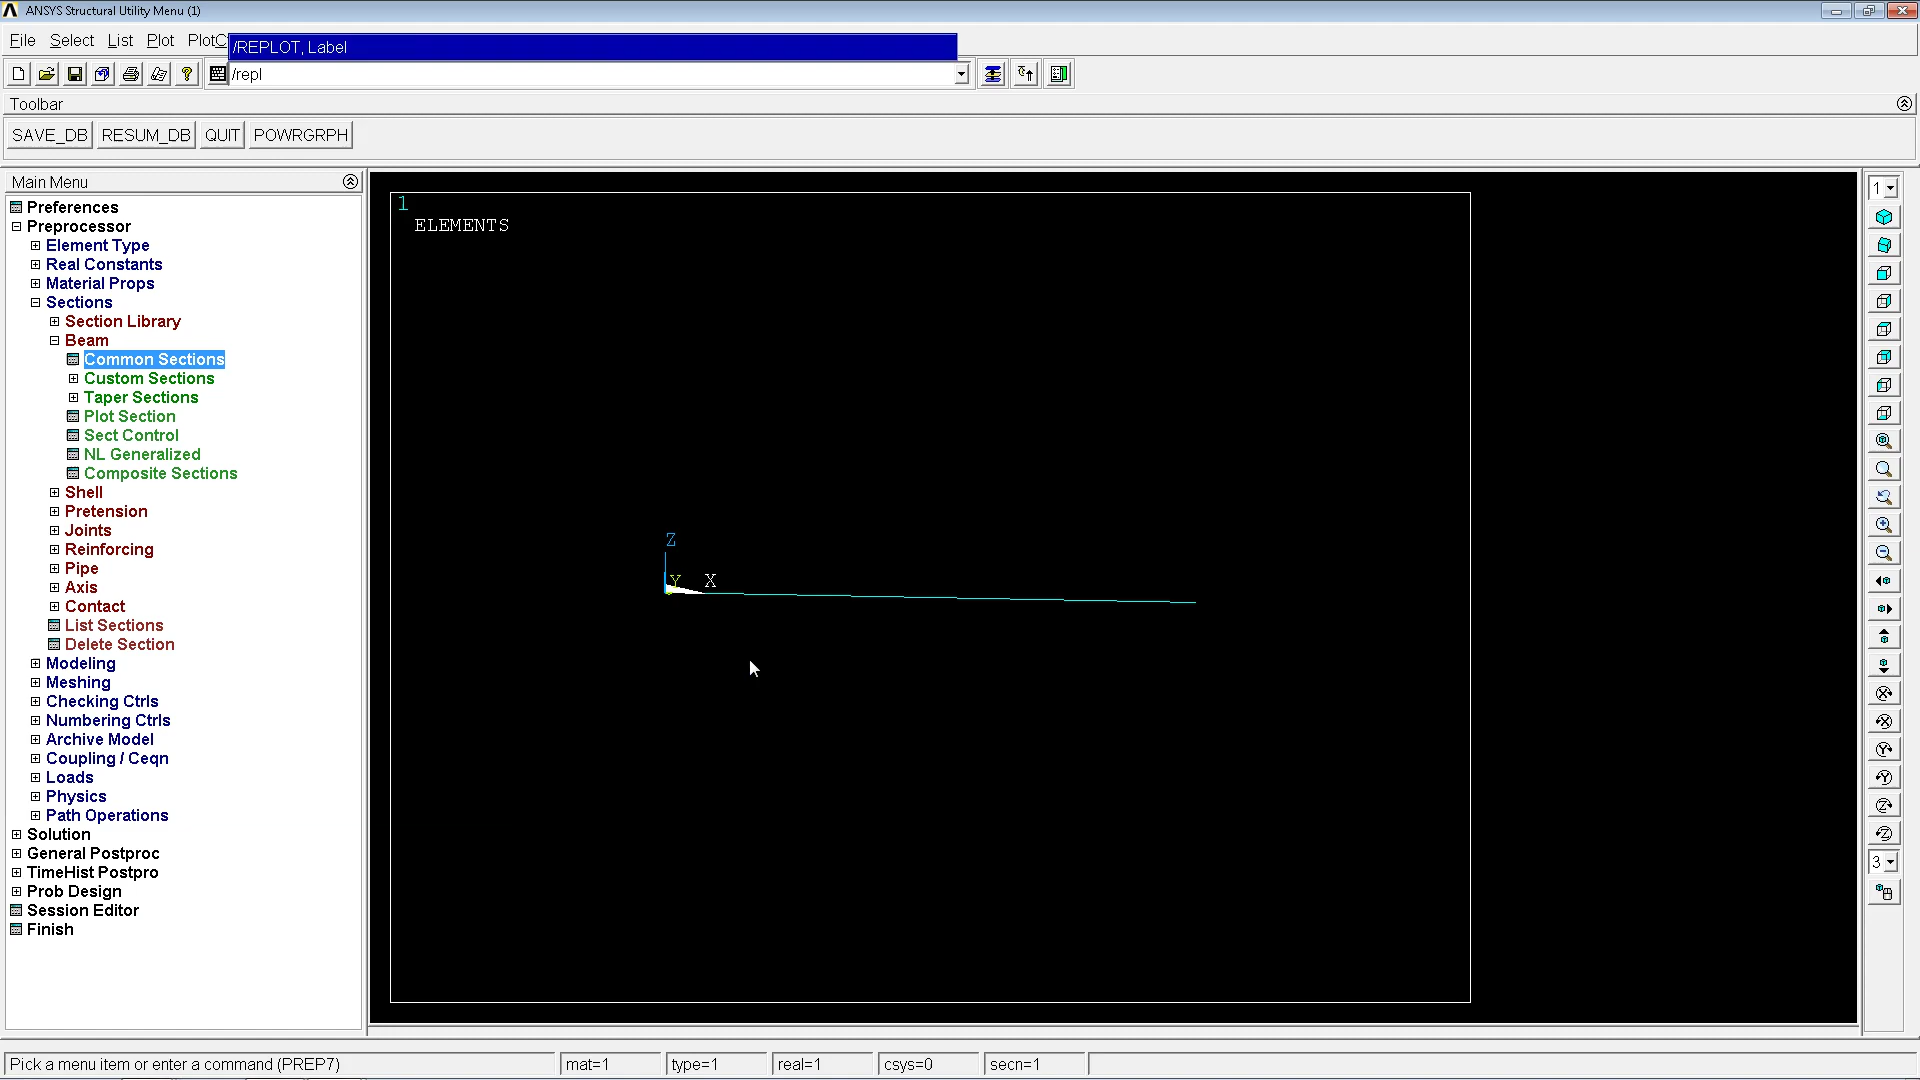 ANSYS Structural Utility Menu (1)
File Select List Plot PlotC
/REPLOT, Label
/repl
Toolbar
SAVE_DB RESUM_DB QUIT POWRGRPH
Main Menu
Preferences
Preprocessor
Element Type
Real Constants
Material Props
Sections
Section Library
Beam
Common Sections
Custom Sections
Taper Sections
Plot Section
Sect Control
NL Generalized
Composite Sections
Shell
Pretension
Joints
Reinforcing
Pipe
Axis
Contact
List Sections
Delete Section
Modeling
Meshing
Checking Ctrls
Numbering Ctrls
Archive Model
Coupling / Ceqn
Loads
Physics
Path Operations
Solution
General Postproc
TimeHist Postpro
Prob Design
Session Editor
Finish
1
ELEMENTS
Z
Y X
1
3
Pick a menu item or enter a command (PREP7) mat=1 type=1 real=1 csys=0 secn=1